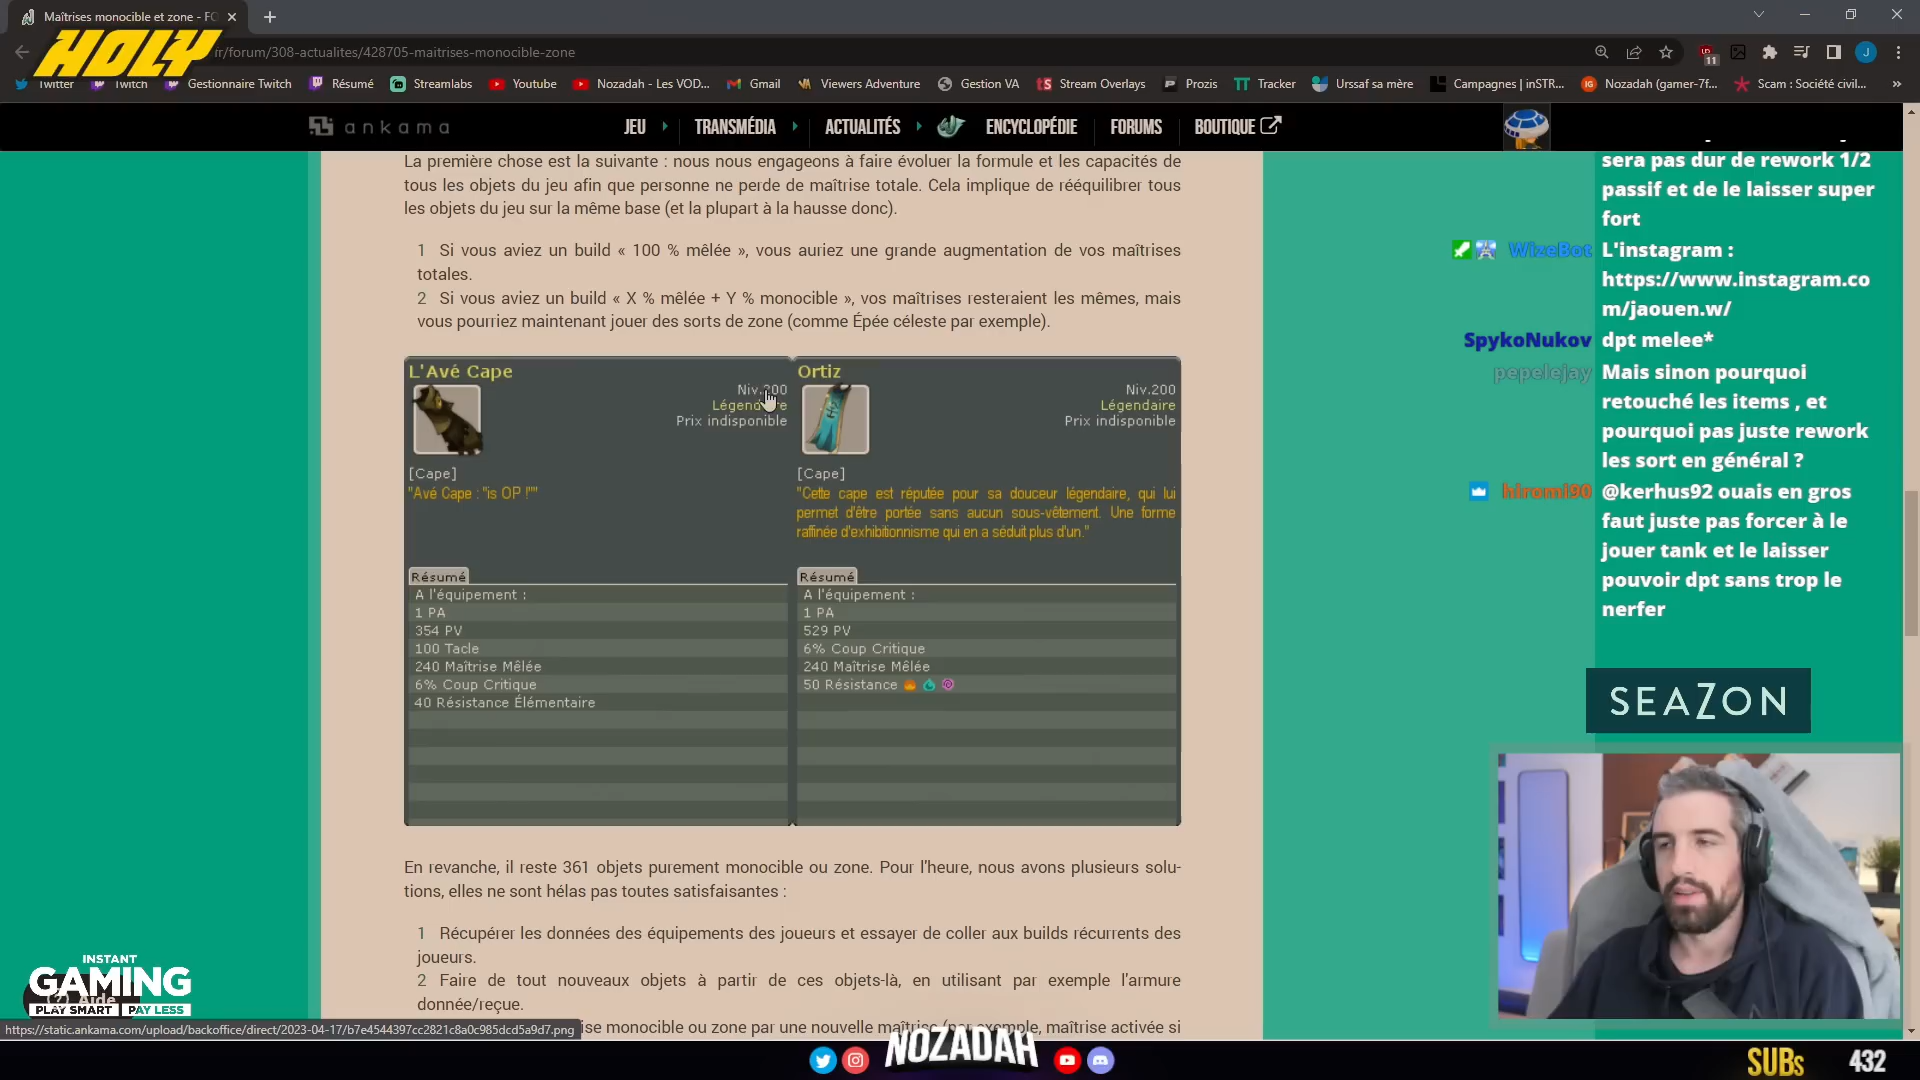 Maîtrises monocible et zone - FO
HOLY
fr/forum/308-actualites/428705-maitrises-monocible-zone
11
J
Twitter
Twitch
Gestionnaire Twitch
Résumé
Streamlabs
Youtube
Nozadah - Les VOD...
Gmail
Viewers Adventure
Gestion VA
Stream Overlays
Prozis
Tracker
Urssaf sa mère
Campagnes | inSTR...
Nozadah (gamer-7f...
Scam : Société civil...
ankama
JEU
TRANSMÉDIA
ACTUALITÉS
ENCYCLOPÉDIE
FORUMS
BOUTIQUE
La première chose est la suivante : nous nous engageons à faire évoluer la formule et les capacités de
tous les objets du jeu afin que personne ne perde de maîtrise totale. Cela implique de rééquilibrer tous
les objets du jeu sur la même base (et la plupart à la hausse donc).
1 Si vous aviez un build « 100 % mêlée », vous auriez une grande augmentation de vos maîtrises
totales.
2 Si vous aviez un build « X % mêlée + Y % monocible », vos maîtrises resteraient les mêmes, mais
vous pourriez maintenant jouer des sorts de zone (comme Épée céleste par exemple).
L'Avé Cape
Niv.200
Légendaire
Prix indisponible
[Cape]
"Avé Cape : "is OP !""
Résumé
A l'équipement :
1 PA
354 PV
100 Tacle
240 Maîtrise Mêlée
6% Coup Critique
40 Résistance Élémentaire
Ortiz
Niv.200
Légendaire
Prix indisponible
[Cape]
"Cette cape est réputée pour sa douceur légendaire, qui lui
permet d'être portée sans aucun sous-vêtement. Une forme
raffinée d'exhibitionnisme qui en a séduit plus d'un."
Résumé
A l'équipement :
1 PA
529 PV
6% Coup Critique
240 Maîtrise Mêlée
50 Résistance
En revanche, il reste 361 objets purement monocible ou zone. Pour l'heure, nous avons plusieurs solu-
tions, elles ne sont hélas pas toutes satisfaisantes :
1 Récupérer les données des équipements des joueurs et essayer de coller aux builds récurrents des
joueurs.
2 Faire de tout nouveaux objets à partir de ces objets-là, en utilisant par exemple l'armure
donnée/reçue.
ise monocible ou zone par une nouvelle maîtrise (par exemple, maîtrise activée si
sera pas dur de rework 1/2
passif et de le laisser super
fort
WizeBot L'instagram :
https://www.instagram.co
m/jaouen.w/
SpykoNukov dpt melee*
pepelejay Mais sinon pourquoi
retouché les items , et
pourquoi pas juste rework
les sort en général ?
hiromi90 @kerhus92 ouais en gros
faut juste pas forcer à le
jouer tank et le laisser
pouvoir dpt sans trop le
nerfer
SEAZON
INSTANT
GAMING
PLAY SMART | PAY LESS
Aide
https://static.ankama.com/upload/backoffice/direct/2023-04-17/b7e4544397cc2821c8a0c985dcd5a9d7.png
NOZADAH
SUBs 432